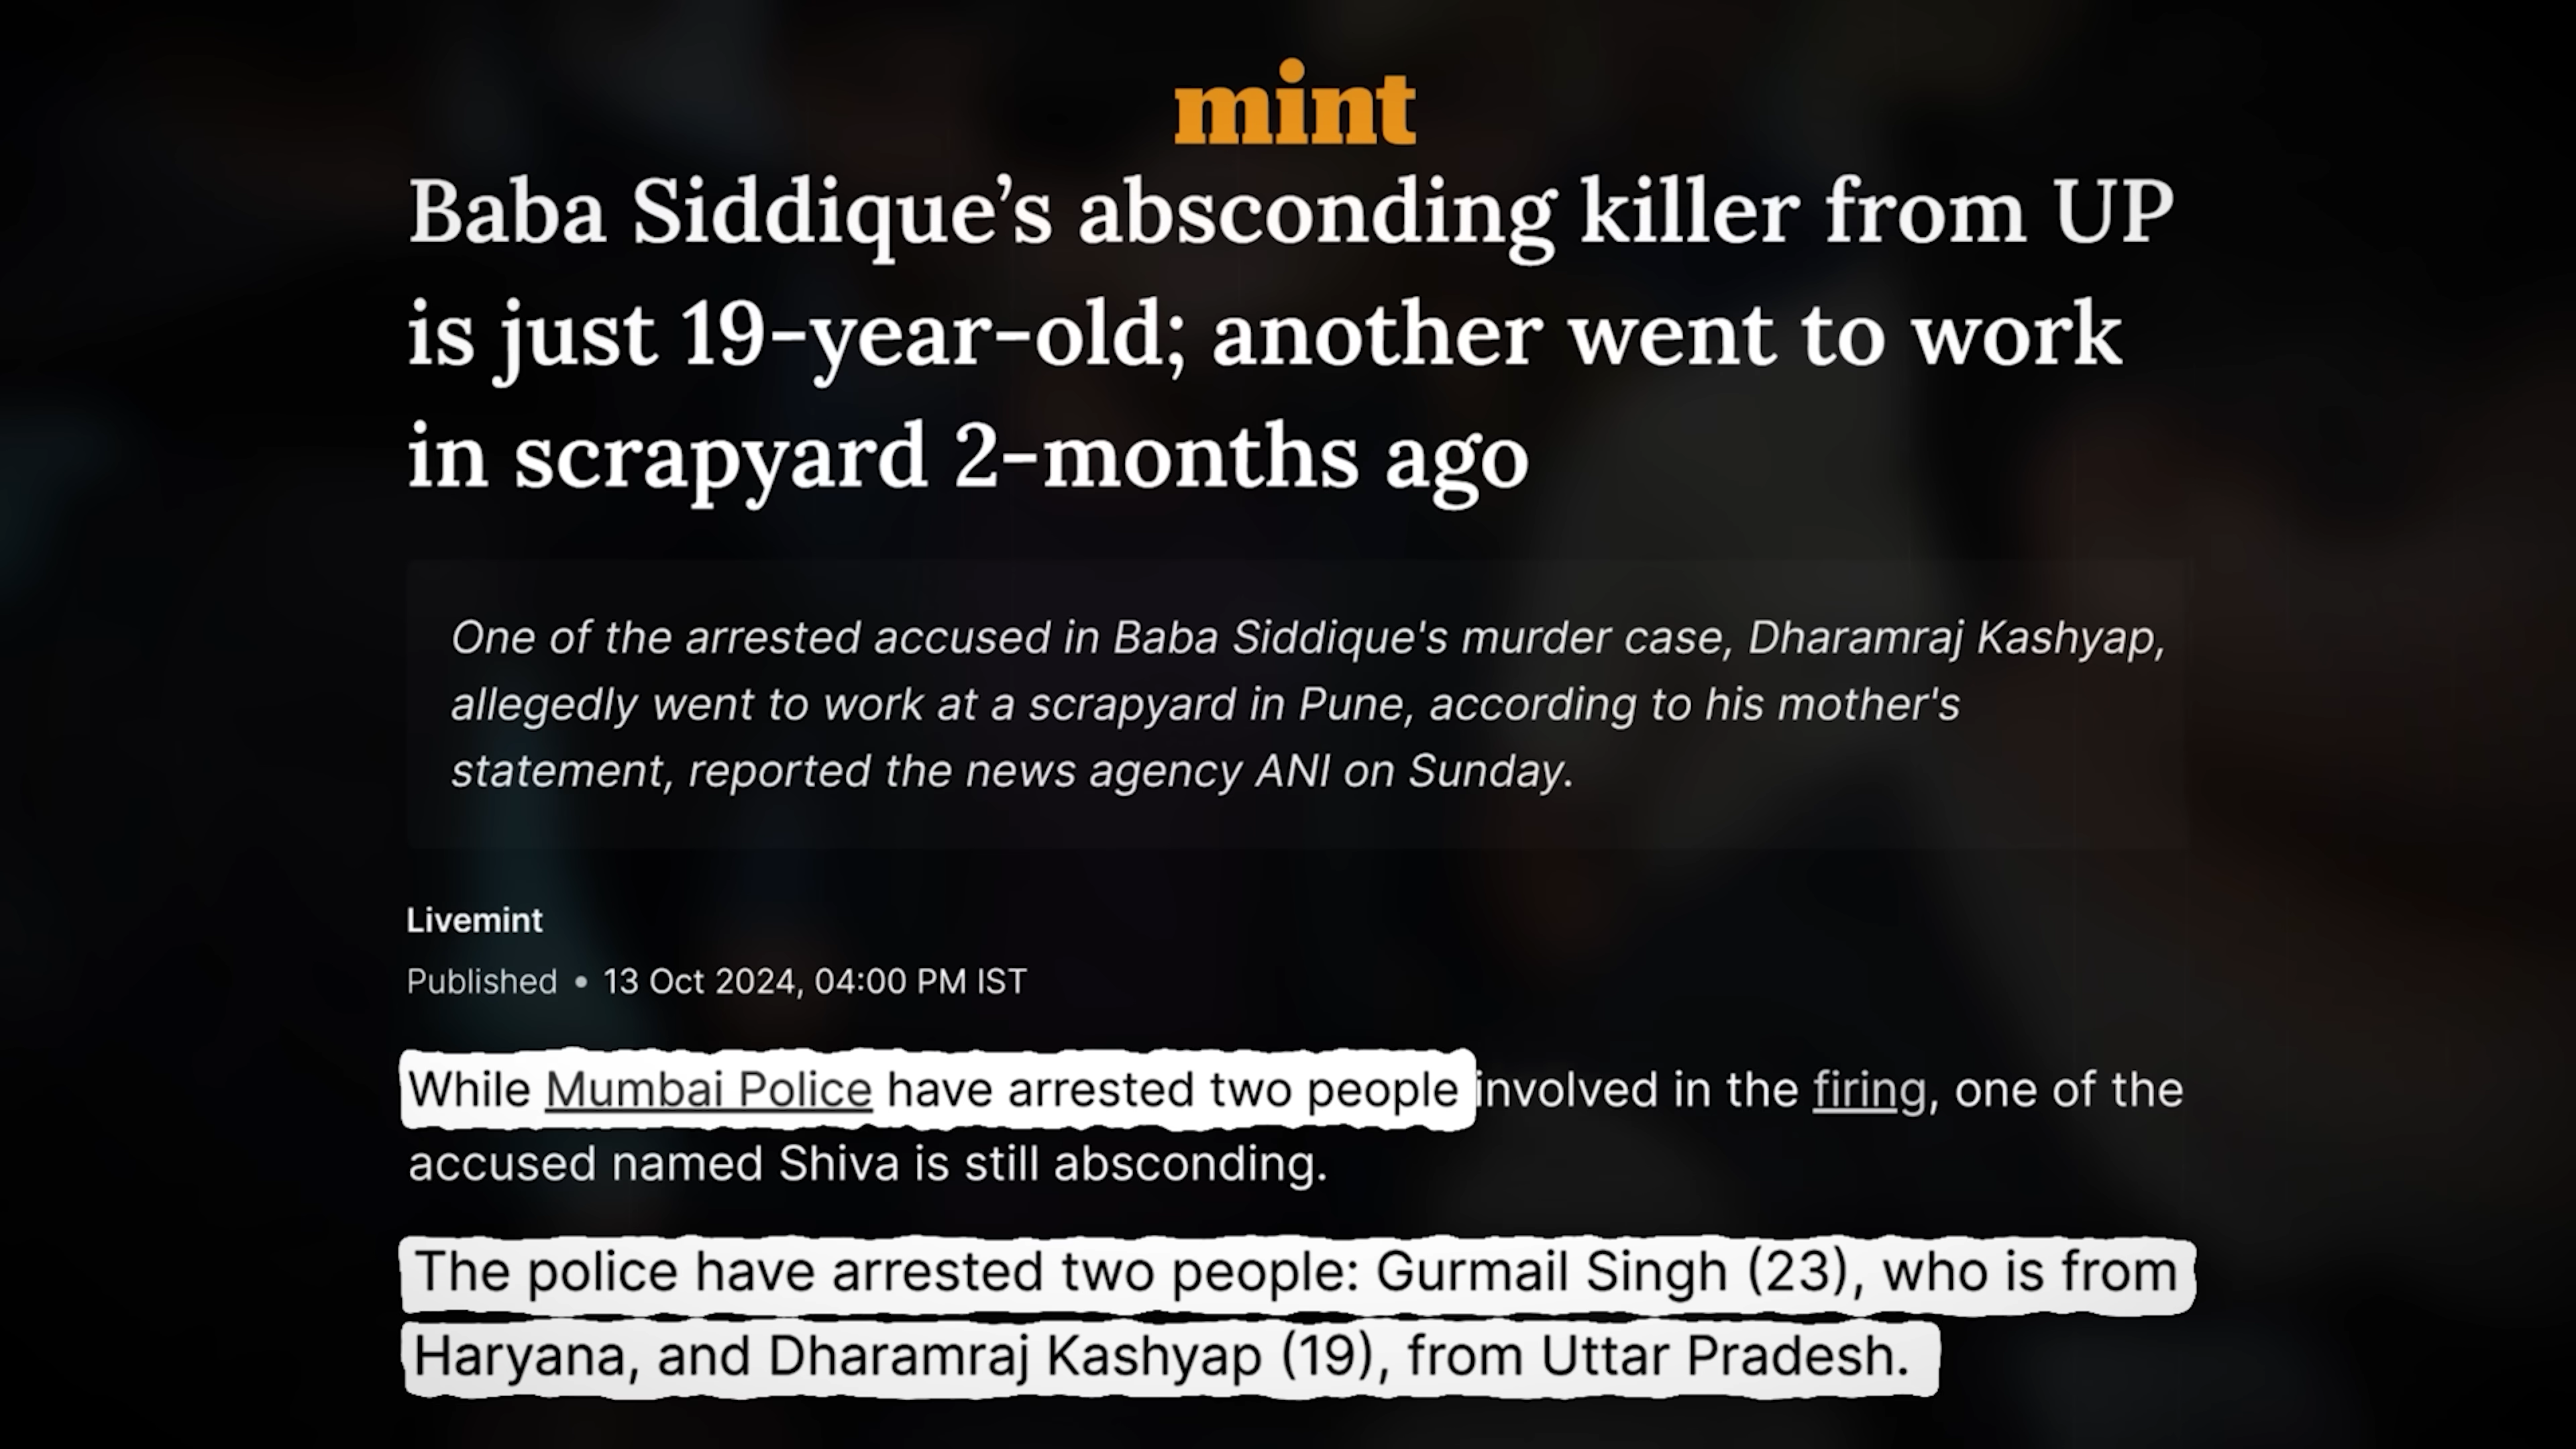 mint
Baba Siddique’s absconding killer from UP
is just 19-year-old; another went to work
in scrapyard 2-months ago
One of the arrested accused in Baba Siddique's murder case, Dharamraj Kashyap,
allegedly went to work at a scrapyard in Pune, according to his mother's
statement, reported the news agency ANI on Sunday.
Livemint
Published • 13 Oct 2024, 04:00 PM IST
While Mumbai Police have arrested two people involved in the firing, one of the
accused named Shiva is still absconding.
The police have arrested two people: Gurmail Singh (23), who is from
Haryana, and Dharamraj Kashyap (19), from Uttar Pradesh.